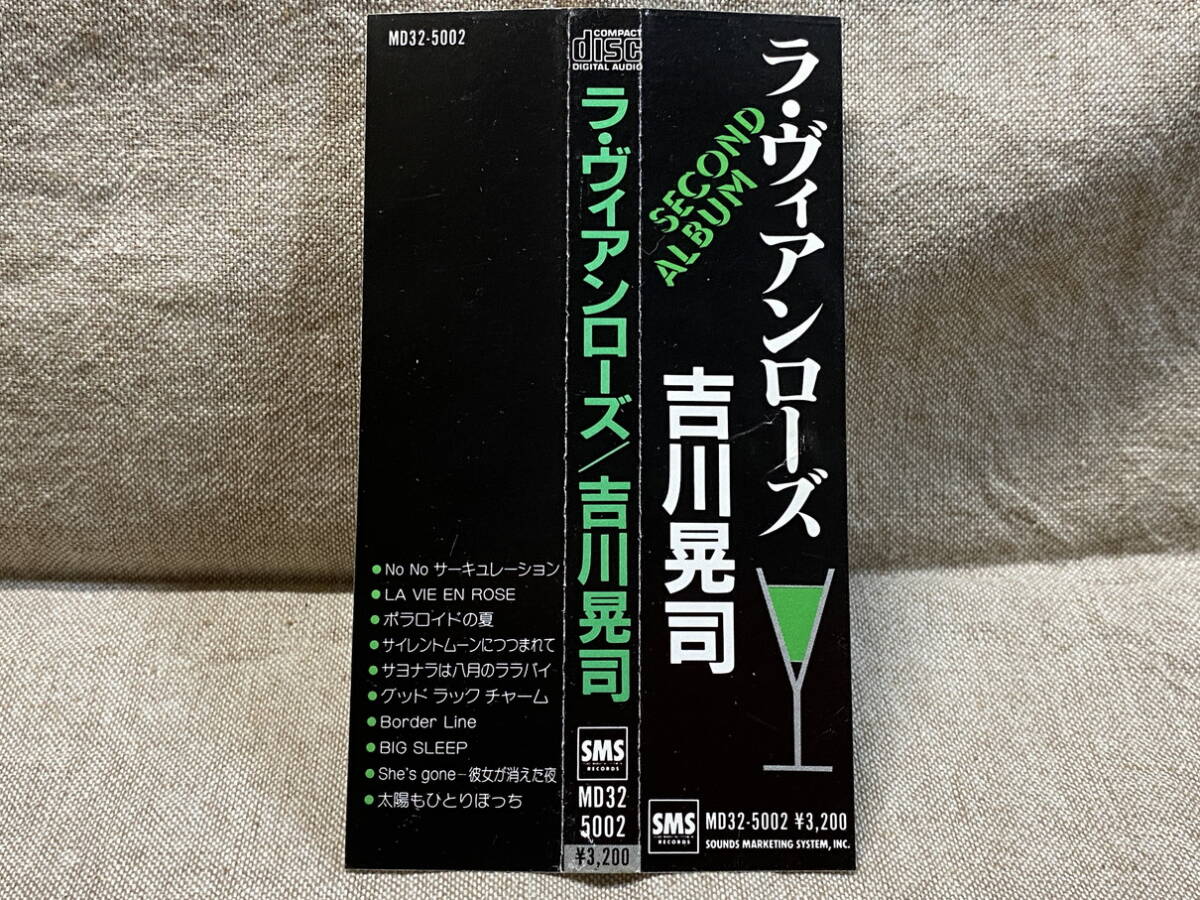 MD32-5002
● No No サーキュレーション
● LA VIE EN ROSE
● ポラロイドの夏
● サイレントムーンにつつまれて
● サヨナラは八月のララバイ
● グッド ラック チャーム
● Border Line
● BIG SLEEP
● She's gone－彼女が消えた夜
● 太陽もひとりぼっち
COMPACT
disc
DIGITAL AUDIO
ラ・ヴィアンローズ/吉川晃司
SMS
RECORDS
MD32
5002
¥3,200
ラ・ヴィアンローズ
SECOND
ALBUM
吉川晃司
SMS
RECORDS
MD32-5002 ¥3,200
SOUNDS MARKETING SYSTEM, INC.